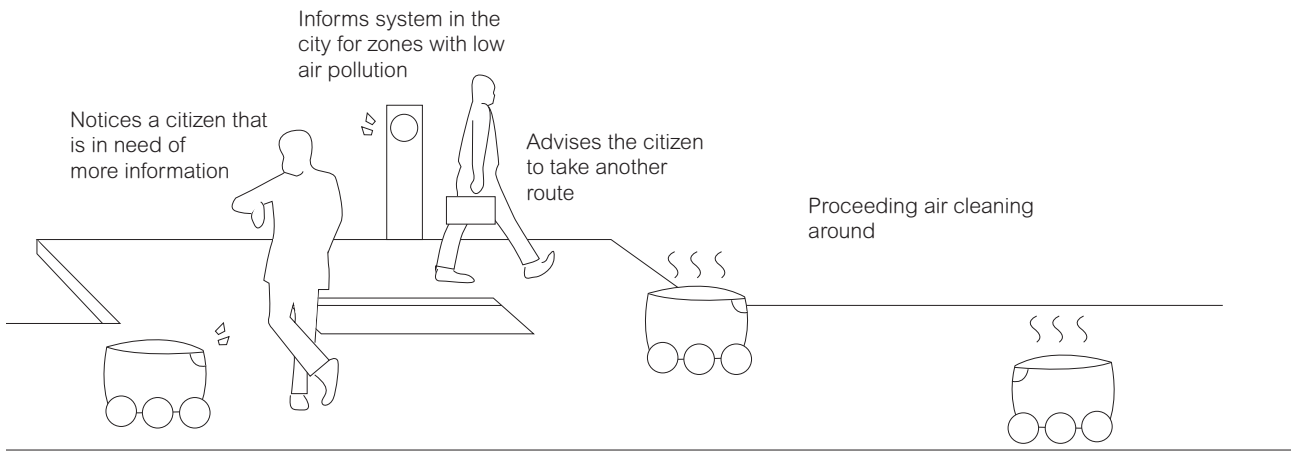 Informs system in the
city for zones with low
air pollution
Notices a citizen that
is in need of
more information
Advises the citizen
to take another
route
Proceeding air cleaning
around